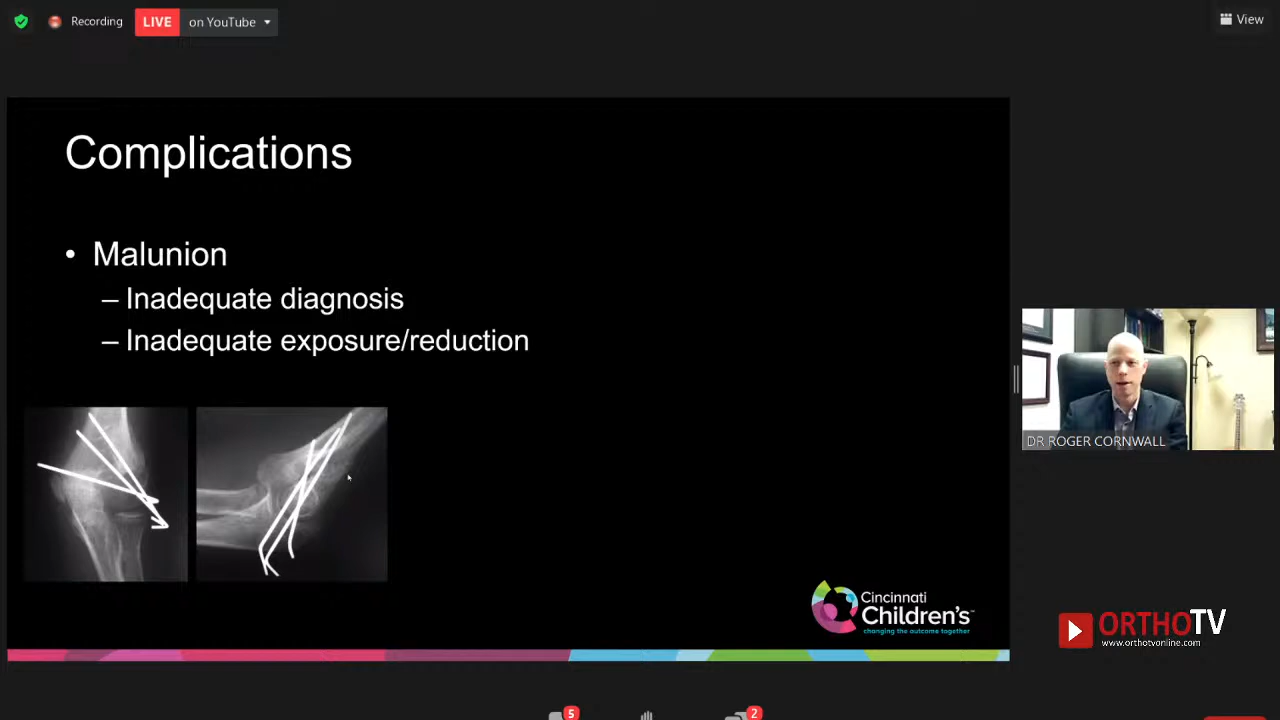 Recording
LIVE on YouTube
View
Complications
• Malunion
– Inadequate diagnosis
– Inadequate exposure/reduction
DR ROGER CORNWALL
Cincinnati
Children's™
changing the outcome together
ORTHOTV
www.orthotvonline.com
5
2